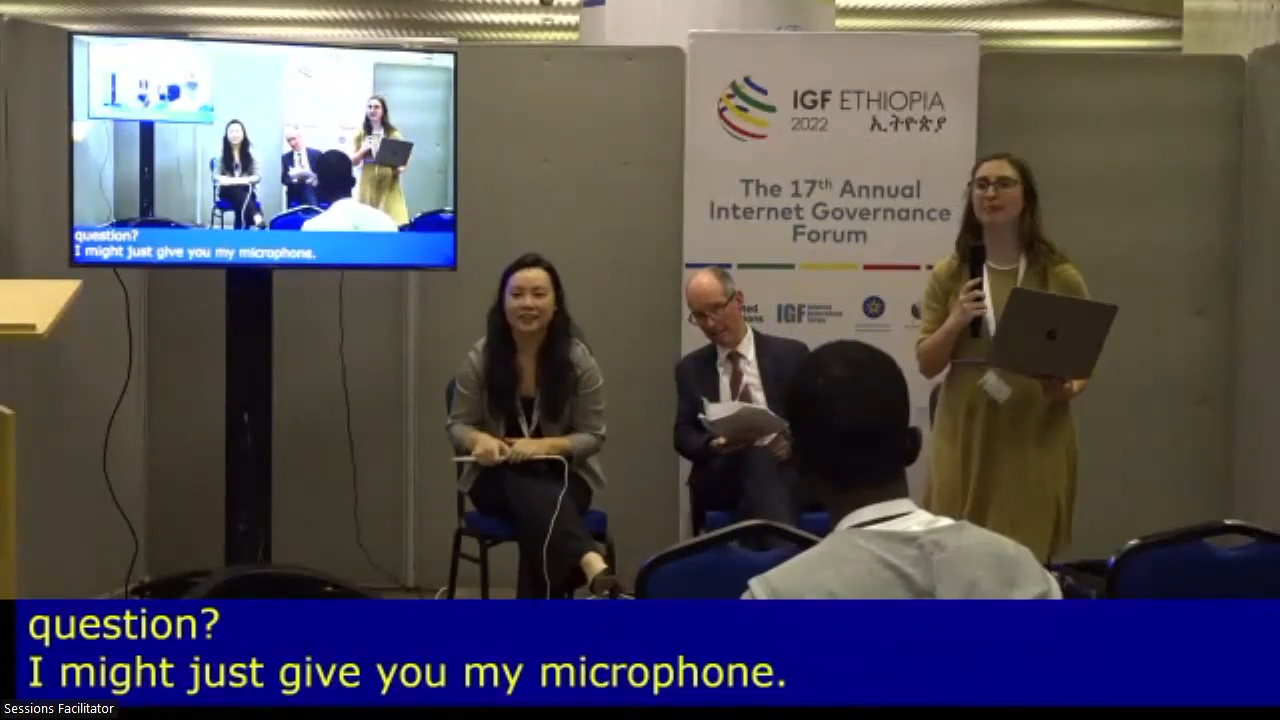 question?
I might just give you my microphone.
IGF ETHIOPIA
2022 ኢትዮጵያ
The 17th Annual
Internet Governance
Forum
IGF
question?
I might just give you my microphone.
Sessions Facilitator